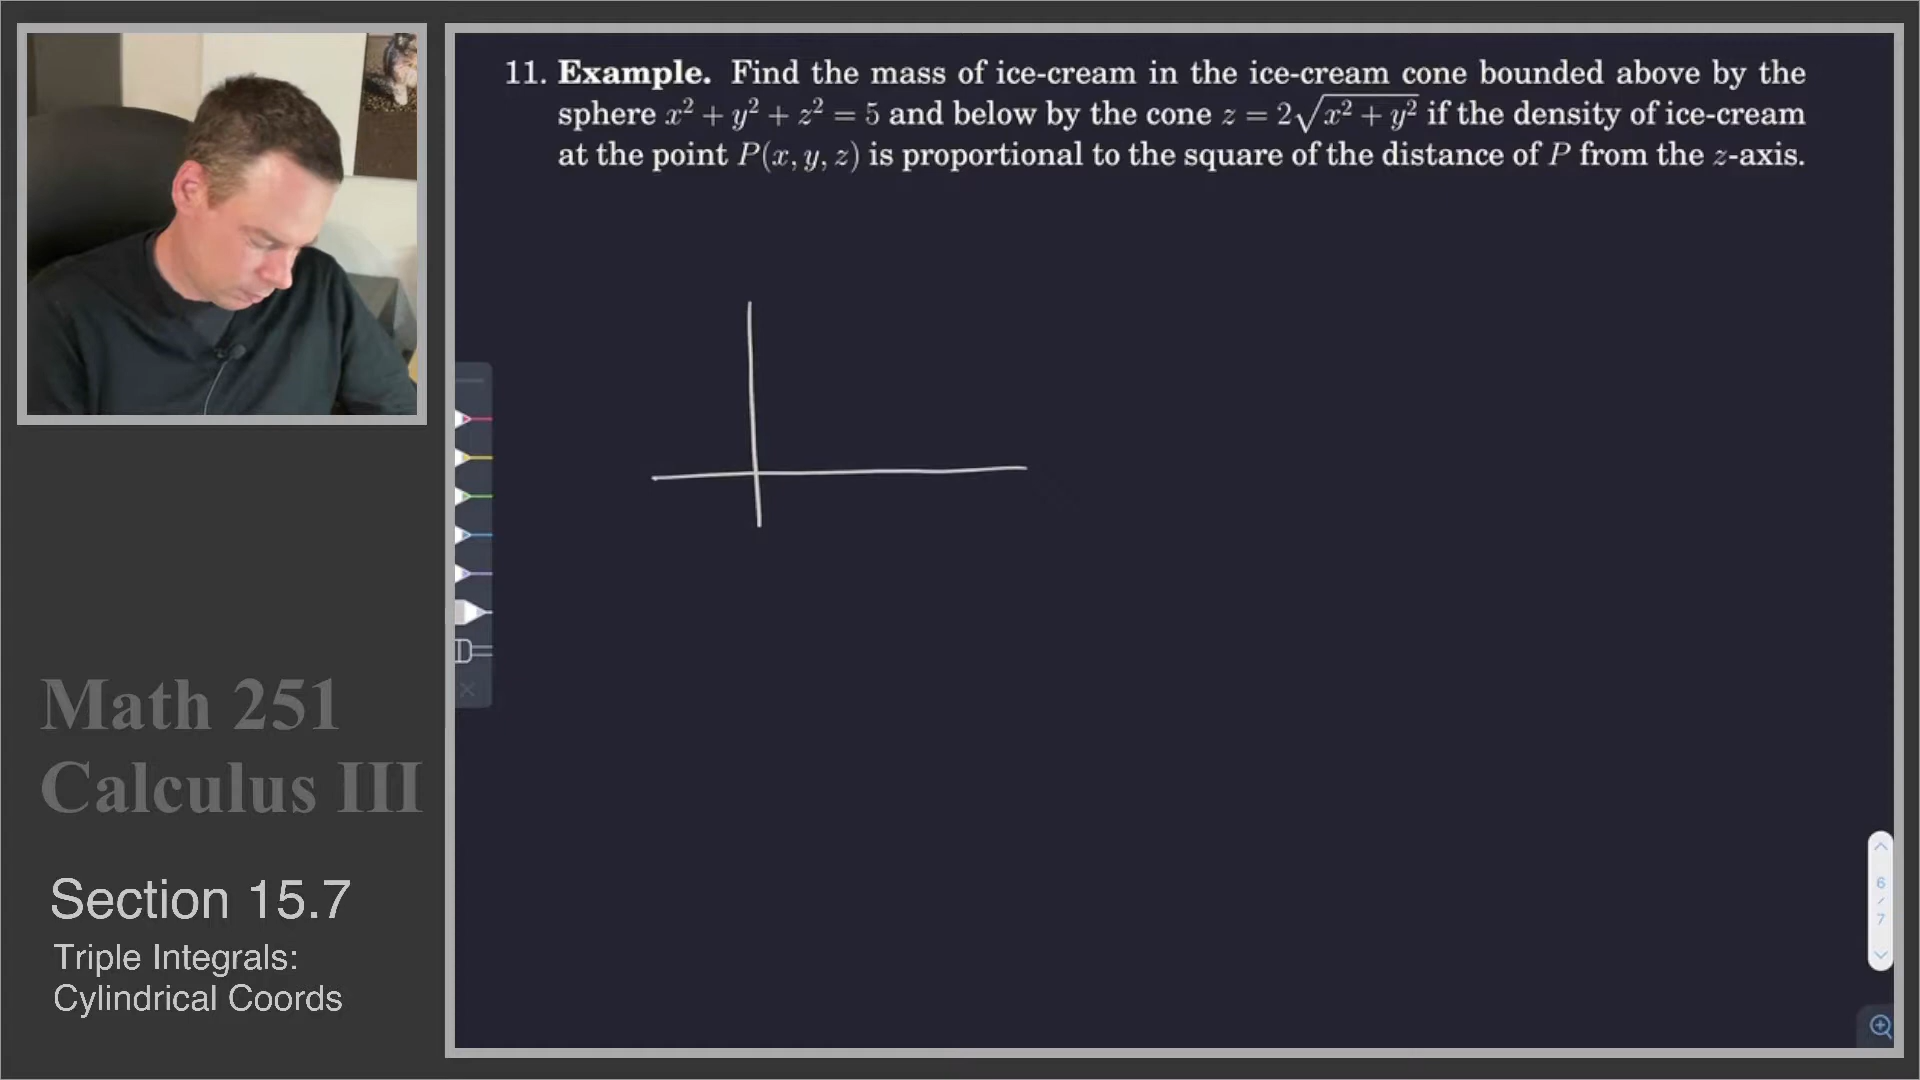 11. Example. Find the mass of ice-cream in the ice-cream cone bounded above by the
sphere x² + y² + z² = 5 and below by the cone z = 2√(x² + y²) if the density of ice-cream
at the point P(x, y, z) is proportional to the square of the distance of P from the z-axis.
Math 251
Calculus III
Section 15.7
Triple Integrals:
Cylindrical Coords
6
/
7